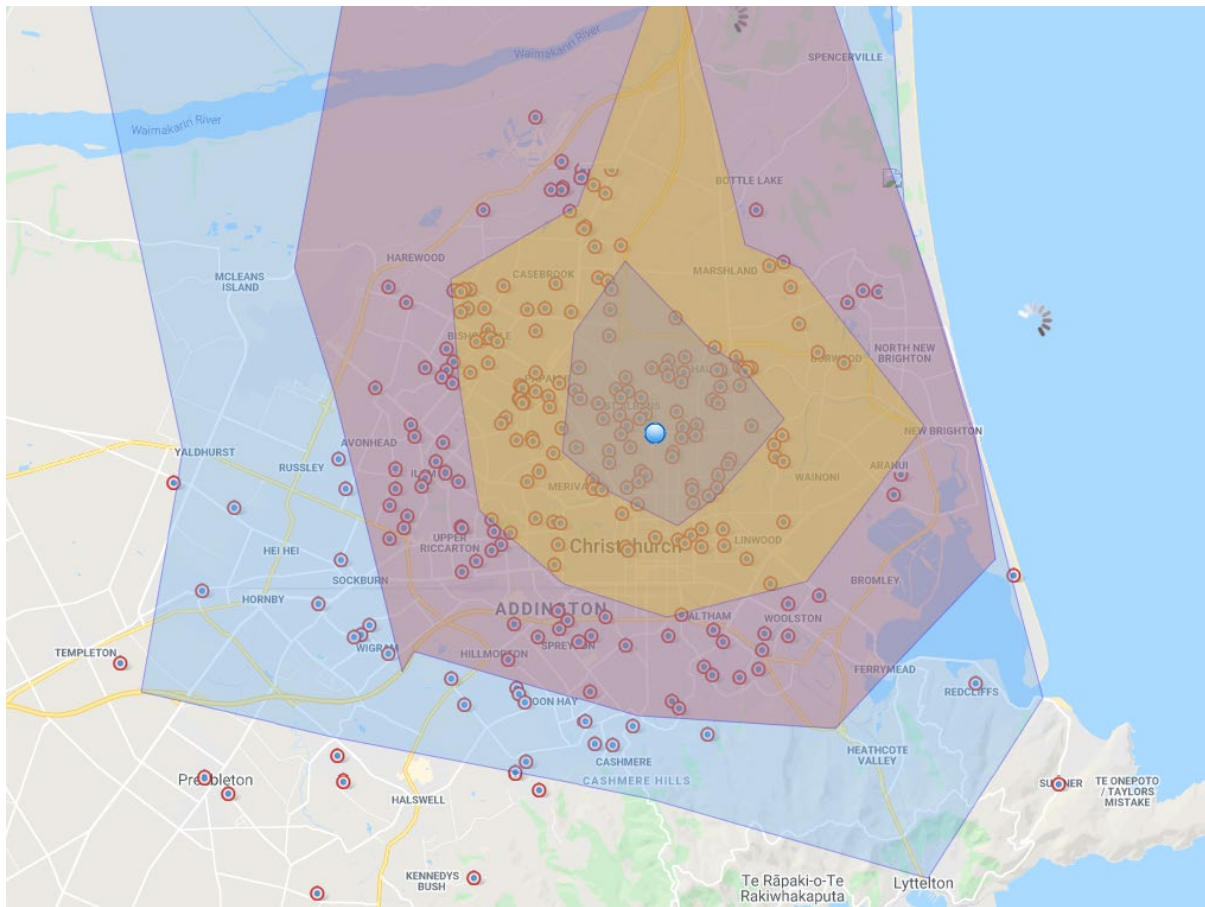 Waimakariri River
SPENCERVILLE
Waimakariri River
BOTTLE LAKE
HAREWOOD
MCLEANS
ISLAND
CASEBROOK
MARSHLAND
NORTH NEW
BRIGHTON
NEW BRIGHTON
AVONHEAD
YALDHURST
RUSSLEY
ARANUI
WAINONI
UPPER
RICCARTON
Christchurch
LINWOOD
HEI HEI
SOCKBURN
BROMLEY
HORNBY
ADDINGTON
WOOLSTON
WIGRAM
HILLMORTON
TEMPLETON
FERRYMEAD
REDCLIFFS
HEATHCOTE
VALLEY
CASHMERE
CASHMERE HILLS
HALSWELL
TE ONEPOTO
/ TAYLORS
MISTAKE
KENNEDYS
BUSH
Te Rāpaki-o-Te
Rakiwhakaputa
Lyttelton